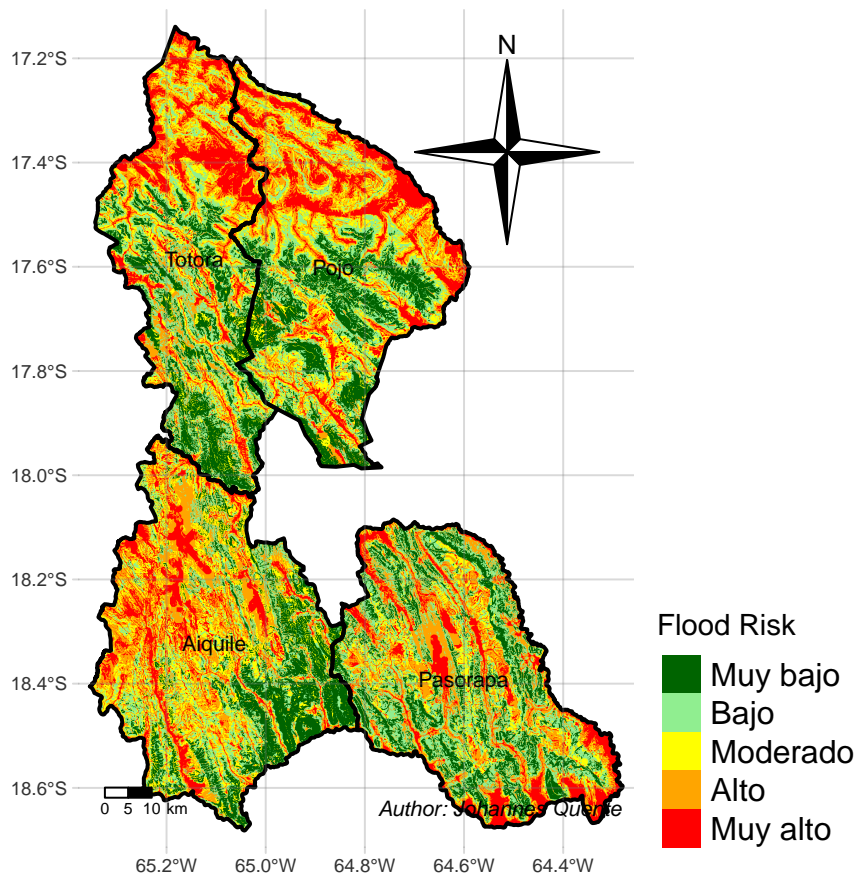 N
17.2°S
17.4°S
17.6°S
17.8°S
18.0°S
18.2°S
18.4°S
18.6°S
Totora
Pojo
Aiquile
Pasorapa
Flood Risk
Muy bajo
Bajo
Moderado
Alto
Muy alto
0 5 10 km
Author: Johannes Quente
65.2°W
65.0°W
64.8°W
64.6°W
64.4°W